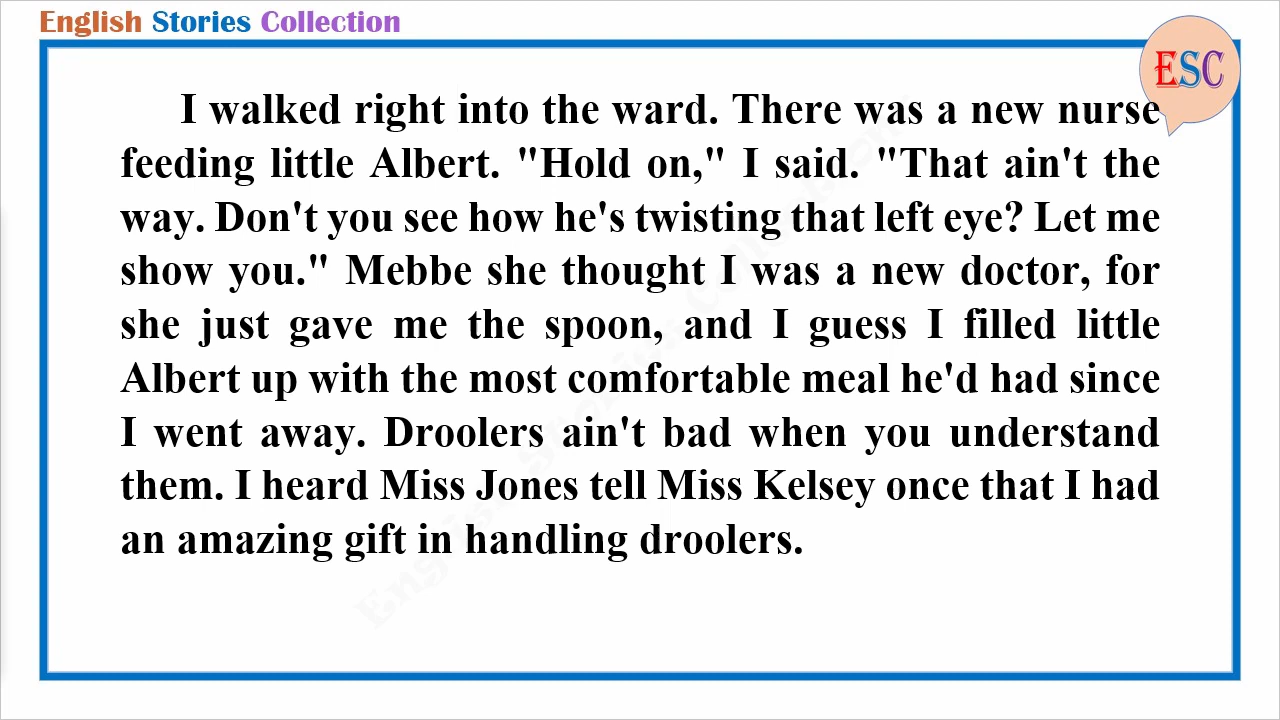 English Stories Collection
ESC
I walked right into the ward. There was a new nurse
feeding little Albert. "Hold on," I said. "That ain't the
way. Don't you see how he's twisting that left eye? Let me
show you." Mebbe she thought I was a new doctor, for
she just gave me the spoon, and I guess I filled little
Albert up with the most comfortable meal he'd had since
I went away. Droolers ain't bad when you understand
them. I heard Miss Jones tell Miss Kelsey once that I had
an amazing gift in handling droolers.
English Stories Collection